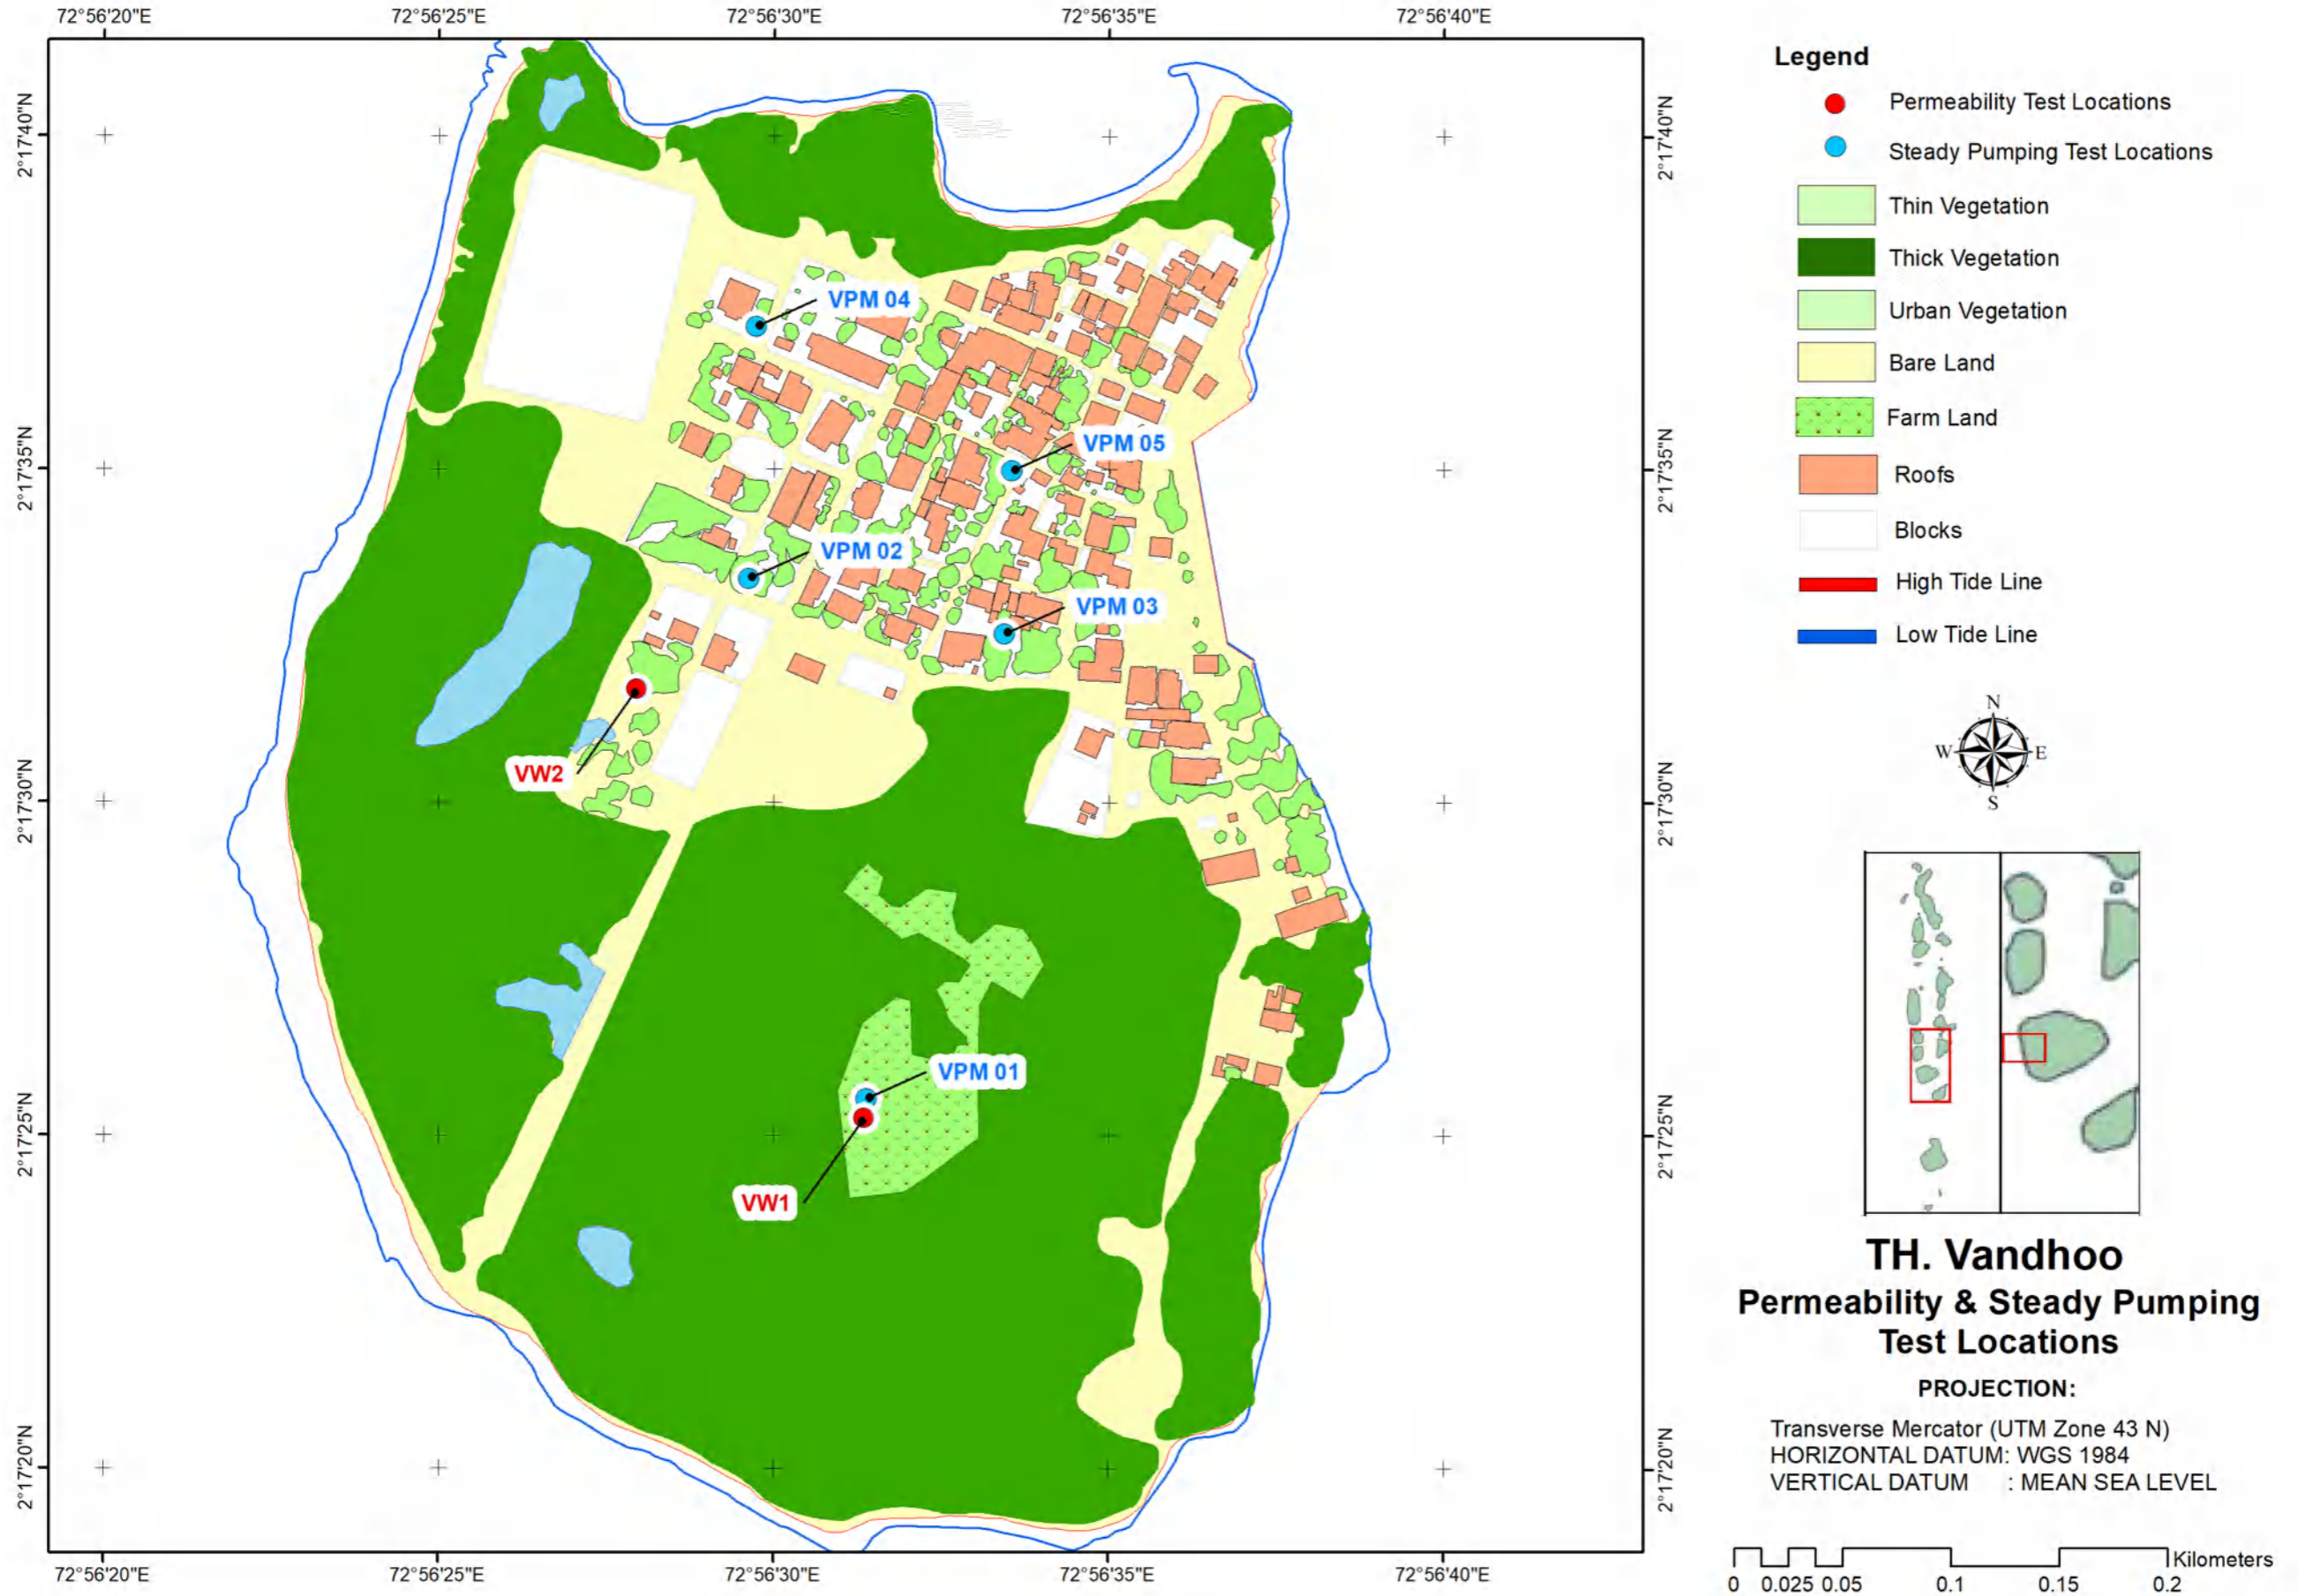 72°56'20"E 72°56'25"E 72°56'30"E 72°56'35"E 72°56'40"E
2°17'40"N
2°17'35"N
2°17'30"N
2°17'25"N
2°17'20"N
VPM 04
VPM 05
VPM 02
VPM 03
VW2
VPM 01
VW1
2°17'40"N
2°17'35"N
2°17'30"N
2°17'25"N
2°17'20"N
72°56'20"E 72°56'25"E 72°56'30"E 72°56'35"E 72°56'40"E
Legend
Permeability Test Locations
Steady Pumping Test Locations
Thin Vegetation
Thick Vegetation
Urban Vegetation
Bare Land
Farm Land
Roofs
Blocks
High Tide Line
Low Tide Line
N
W E
S
TH. Vandhoo
Permeability & Steady Pumping
Test Locations
PROJECTION:
Transverse Mercator (UTM Zone 43 N)
HORIZONTAL DATUM: WGS 1984
VERTICAL DATUM : MEAN SEA LEVEL
Kilometers
0 0.025 0.05 0.1 0.15 0.2